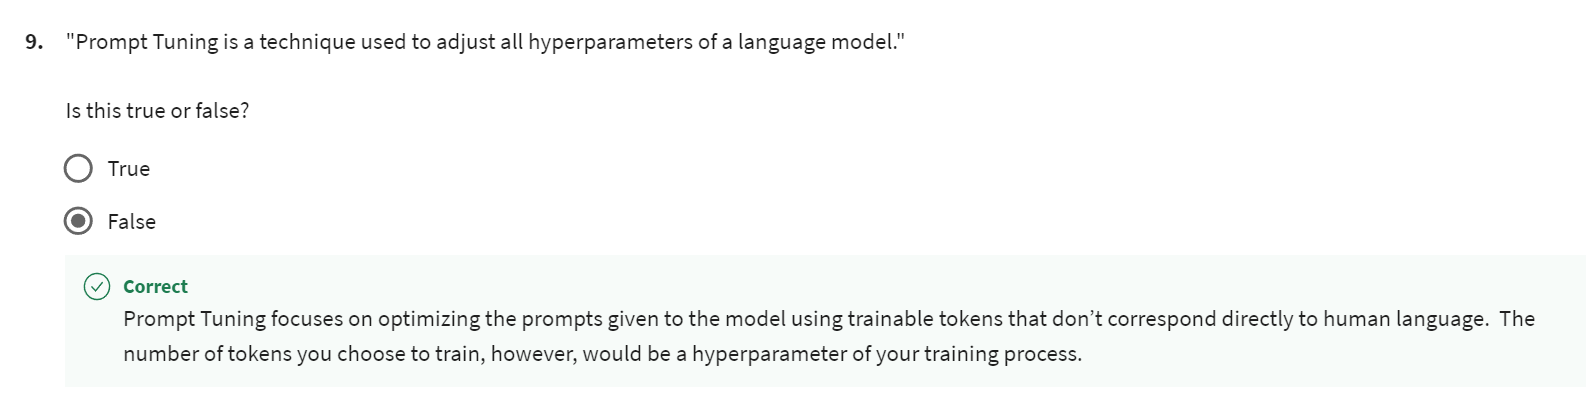 9. "Prompt Tuning is a technique used to adjust all hyperparameters of a language model."
Is this true or false?
True
False
Correct
Prompt Tuning focuses on optimizing the prompts given to the model using trainable tokens that don’t correspond directly to human language. The
number of tokens you choose to train, however, would be a hyperparameter of your training process.